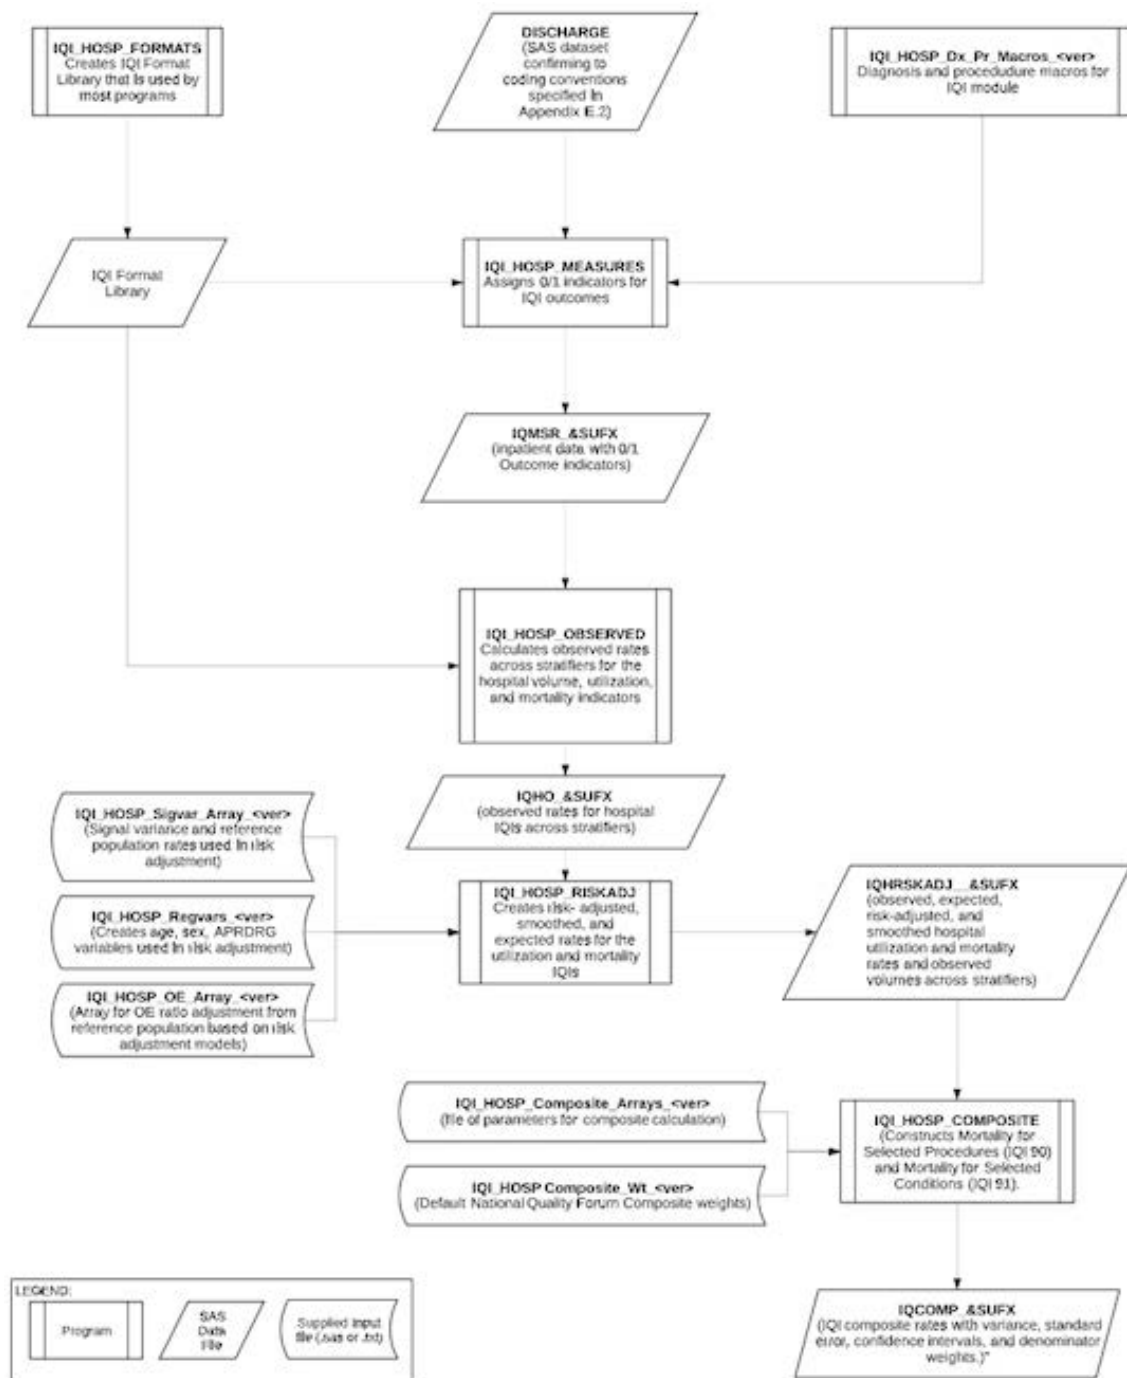 IQI_HOSP_FORMATS
Creates IQI Format
Library that is used by
most programs
DISCHARGE
(SAS dataset
confirming to
coding conventions
specified in
Appendix E.2)
IQI_HOSP_Dx_Pr_Macros_<ver>
Diagnosis and procedudure macros for
IQI module
IQI Format
Library
IQI_HOSP_MEASURES
Assigns 0/1 indicators for
IQI outcomes
IQMSR_&SUFX
(inpatient data with 0/1
Outcome indicators)
IQI_HOSP_OBSERVED
Calculates observed rates
across stratifiers for the
hospital volume, utilization,
and mortality indicators
IQHO_&SUFX
(observed rates for hospital
IQIs across stratifiers)
IQI_HOSP_Sigvar_Array_<ver>
(Signal variance and reference
population rates used in risk
adjustment)
IQI_HOSP_Regvars_<ver>
(Creates age, sex, APRDRG
variables used in risk adjustment)
IQI_HOSP_OE_Array_<ver>
(Array for OE ratio adjustment from
reference population based on risk
adjustment models)
IQI_HOSP_RISKADJ
Creates risk- adjusted,
smoothed, and
expected rates for the
utilization and mortality
IQIs
IQHRSKADJ__&SUFX
(observed, expected,
risk-adjusted, and
smoothed hospital
utilization and mortality
rates and observed
volumes across stratifiers)
IQI_HOSP_Composite_Arrays_<ver>
(file of parameters for composite calculation)
IQI_HOSP Composite_Wt_<ver>
(Default National Quality Forum Composite weights)
IQI_HOSP_COMPOSITE
(Constructs Mortality for
Selected Procedures (IQI 90)
and Mortality for Selected
Conditions (IQI 91).
IQCOMP_&SUFX
(IQI composite rates with variance, standard
error, confidence intervals, and denominator
weights.)"
LEGEND:
Program
SAS
Data
File
Supplied Input
file (.sas or .txt)